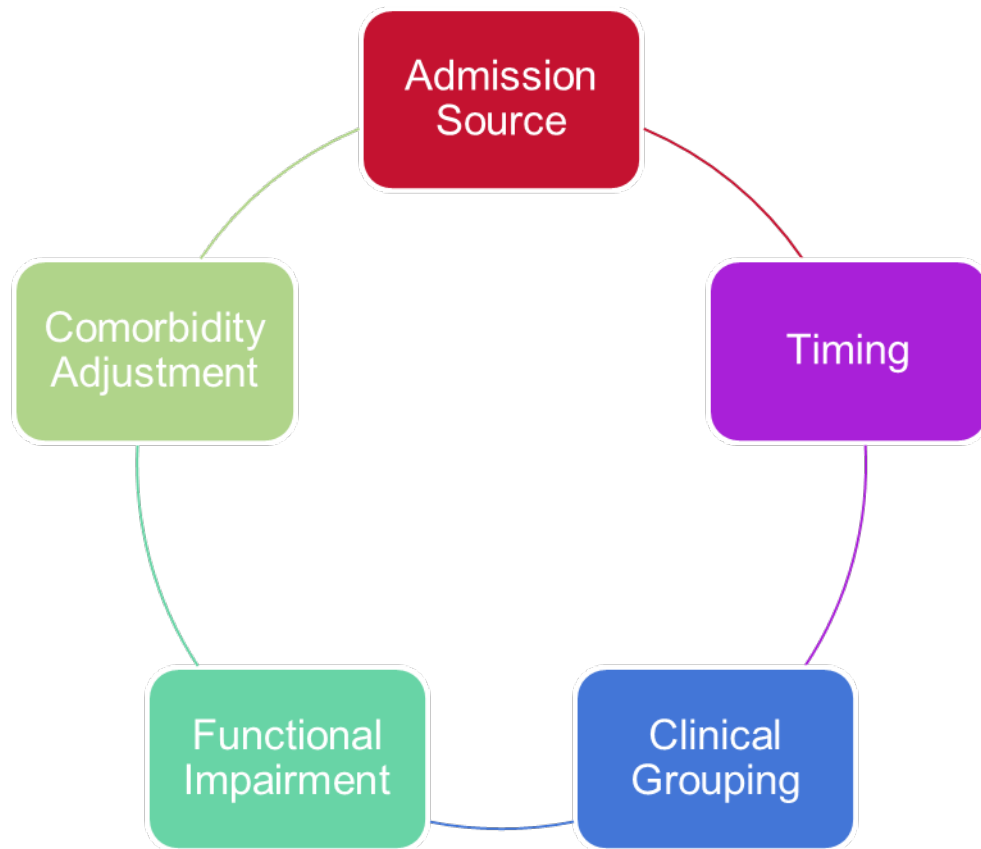 Admission
Source
Timing
Clinical
Grouping
Functional
Impairment
Comorbidity
Adjustment